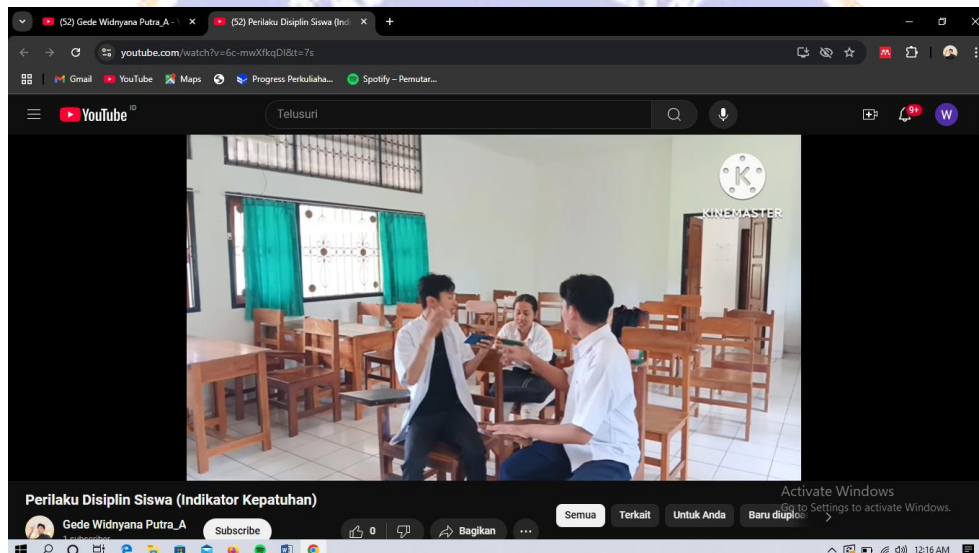 (52) Gede Widnyana Putra_A -
(52) Perilaku Disiplin Siswa (Indi
youtube.com/watch?v=6c-mwXfkqDI&t=7s
Gmail
YouTube
Maps
Progress Perkuliaha...
Spotify – Pemutar...
YouTube ID
Telusuri
9+
W
K
KINEMASTER
Perilaku Disiplin Siswa (Indikator Kepatuhan)
Gede Widnyana Putra_A
1 subscriber
Subscribe
0
Bagikan
Semua
Terkait
Untuk Anda
Baru diuploa
Activate Windows
Go to Settings to activate Windows.
12:16 AM